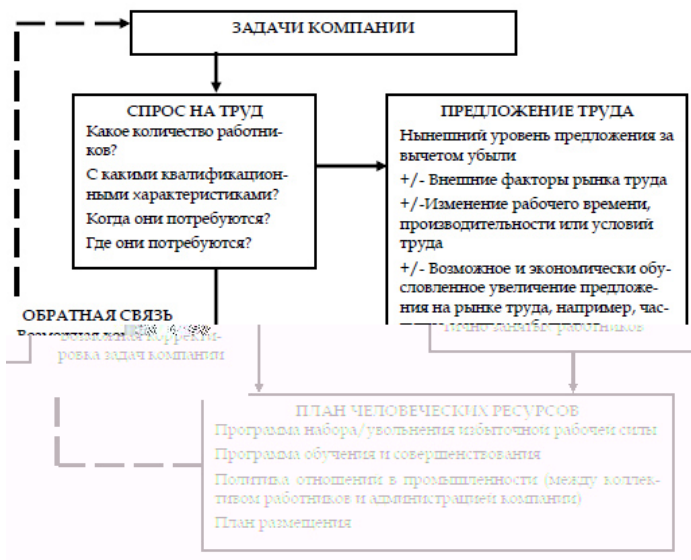 ЗАДАЧИ КОМПАНИИ
СПРОС НА ТРУД
Какое количество работни-
ков?
С какими квалификацион-
ными характеристиками?
Когда они потребуются?
Где они потребуются?
ПРЕДЛОЖЕНИЕ ТРУДА
Нынешний уровень предложения за
вычетом убыли
+/- Внешние факторы рынка труда
+/-Изменение рабочего времени,
производительности или условий
труда
+/- Возможное и экономически обу-
словленное увеличение предложе-
ния на рынке труда, например, час-
тично занятых работников
ОБРАТНАЯ СВЯЗЬ
Возможная корректи-
ровка задач компании
ПЛАН ЧЕЛОВЕЧЕСКИХ РЕСУРСОВ
Программа набора/увольнения избыточной рабочей силы
Программа обучения и совершенствования
Политика отношений в промышленности (между коллек-
тивом работников и администрацией компании)
План размещения